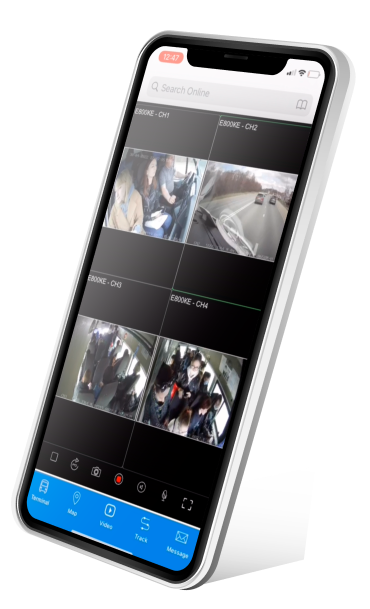 12:47
Search Online
E800KE - CH1
E800KE - CH2
E800KE - CH3
E800KE - CH4
Terminal
Map
Video
Track
Message